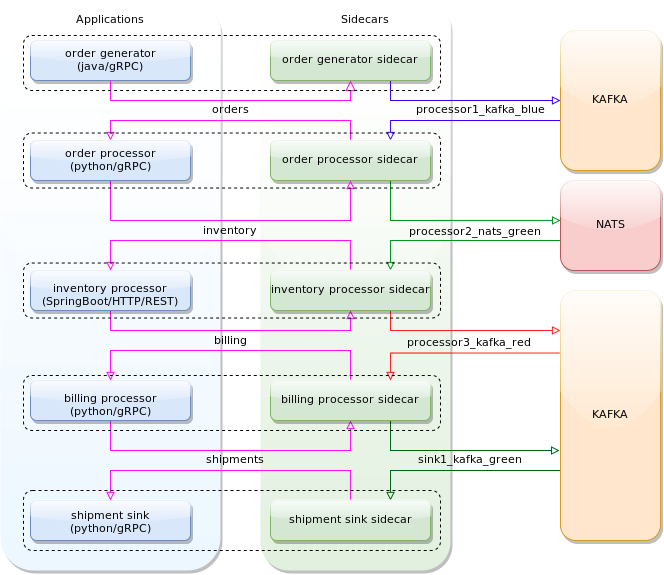 Applications
Sidecars
order generator
(java/gRPC)
order generator sidecar
KAFKA
orders
processor1_kafka_blue
order processor
(python/gRPC)
order processor sidecar
NATS
inventory
processor2_nats_green
inventory processor
(SpringBoot/HTTP/REST)
inventory processor sidecar
billing
processor3_kafka_red
billing processor
(python/gRPC)
billing processor sidecar
KAFKA
shipments
sink1_kafka_green
shipment sink
(python/gRPC)
shipment sink sidecar